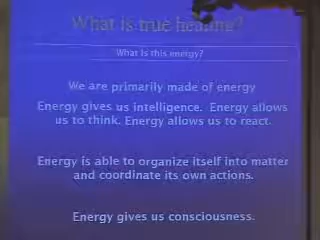 What is true healing?
What is this energy?
We are primarily made of energy
Energy gives us intelligence. Energy allows
us to think. Energy allows us to react.
Energy is able to organize itself into matter
and coordinate its own actions.
Energy gives us consciousness.